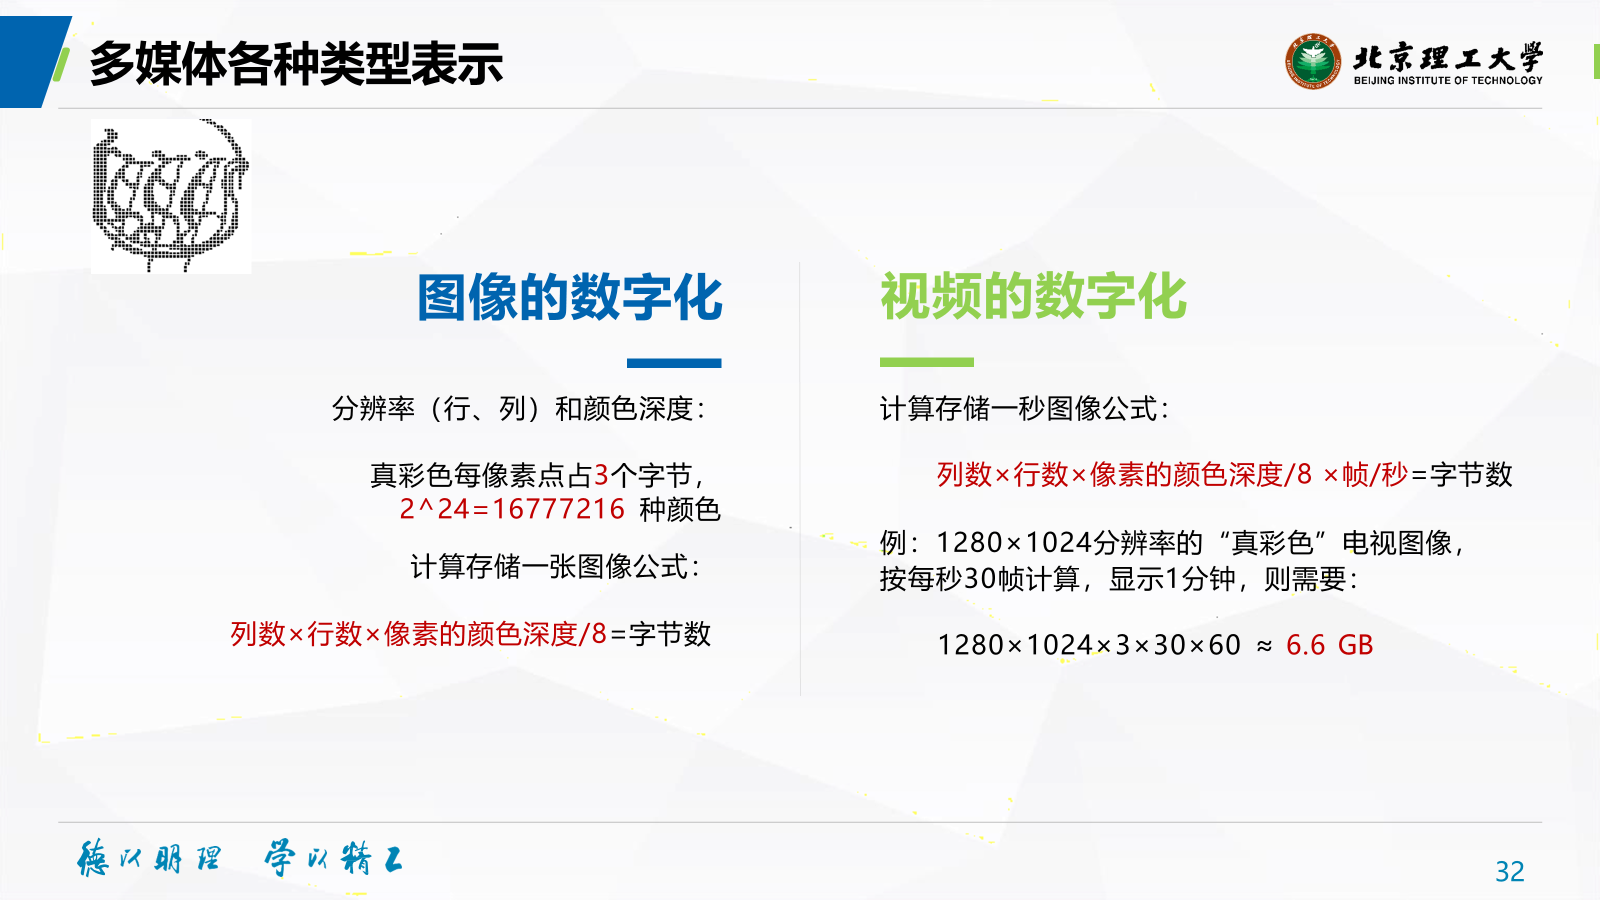 多媒体各种类型表示
北京理工大学
BEIJING INSTITUTE OF TECHNOLOGY
图像的数字化
分辨率（行、列）和颜色深度：
真彩色每像素点占3个字节，
2^24=16777216 种颜色
计算存储一张图像公式：
列数×行数×像素的颜色深度/8=字节数
视频的数字化
计算存储一秒图像公式：
列数×行数×像素的颜色深度/8 ×帧/秒=字节数
例：1280×1024分辨率的“真彩色”电视图像，
按每秒30帧计算，显示1分钟，则需要：
1280×1024×3×30×60 ≈ 6.6 GB
德以明理 学以精工
32